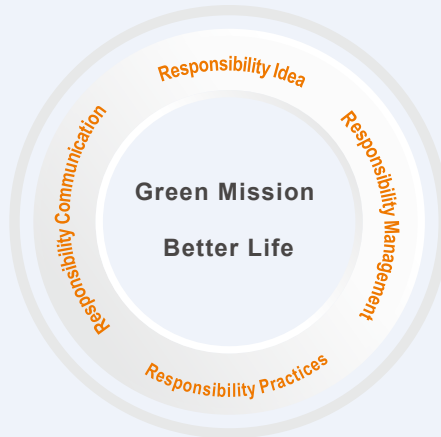 Responsibility Idea
Responsibility Management
Responsibility Practices
Responsibility Communication
Green Mission
Better Life